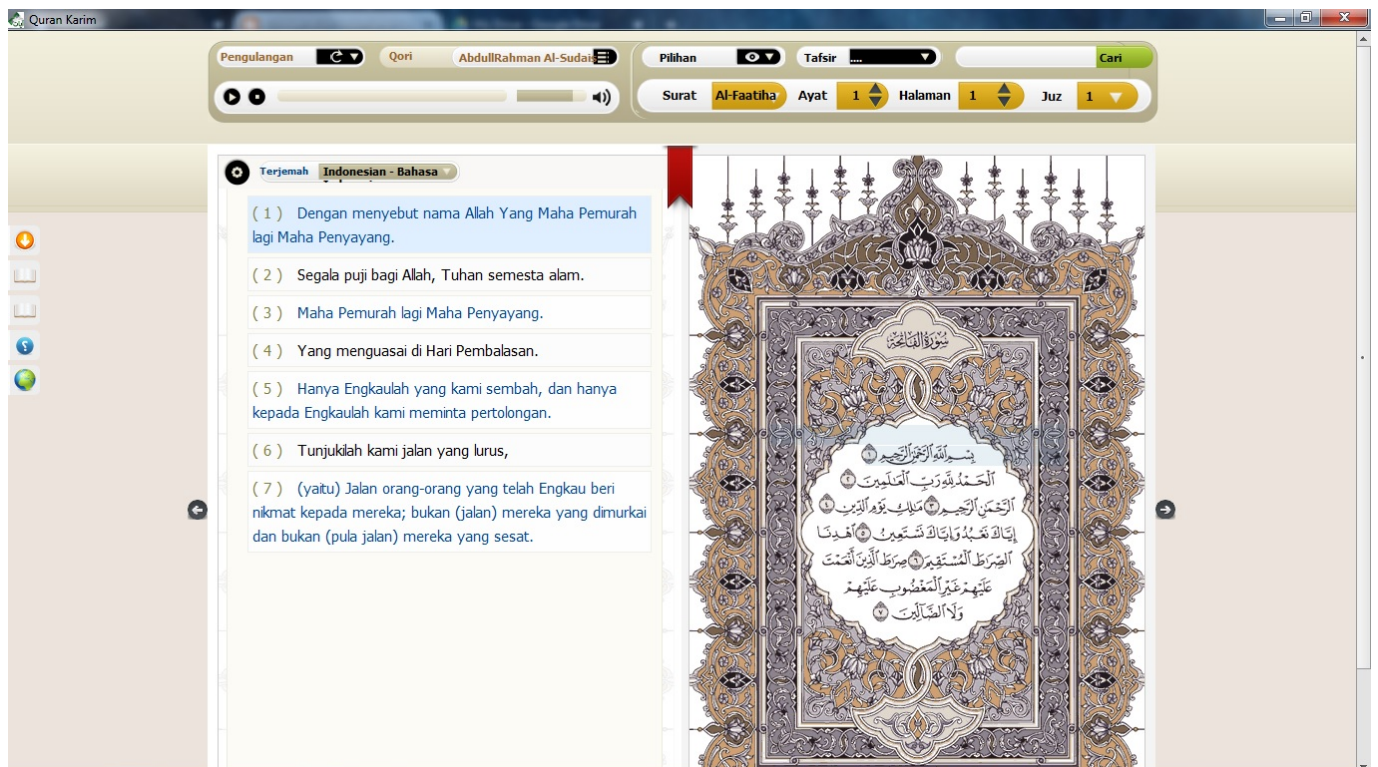 Quran Karim
Pengulangan Qori AbdullRahman Al-Sudais
Pilihan Tafsir .... Cari
Surat Al-Faatiha Ayat 1 Halaman 1 Juz 1
Terjemah Indonesian - Bahasa
( 1 ) Dengan menyebut nama Allah Yang Maha Pemurah
lagi Maha Penyayang.
( 2 ) Segala puji bagi Allah, Tuhan semesta alam.
( 3 ) Maha Pemurah lagi Maha Penyayang.
( 4 ) Yang menguasai di Hari Pembalasan.
( 5 ) Hanya Engkaulah yang kami sembah, dan hanya
kepada Engkaulah kami meminta pertolongan.
( 6 ) Tunjukilah kami jalan yang lurus,
( 7 ) (yaitu) Jalan orang-orang yang telah Engkau beri
nikmat kepada mereka; bukan (jalan) mereka yang dimurkai
dan bukan (pula jalan) mereka yang sesat.
سُورَةُ الفَاتِحَةِ
بِسْمِ ٱللَّهِ ٱلرَّحْمَٰنِ ٱلرَّحِيمِ ١
ٱلْحَمْدُ لِلَّهِ رَبِّ ٱلْعَٰلَمِينَ ٢
ٱلرَّحْمَٰنِ ٱلرَّحِيمِ ٣ مَٰلِكِ يَوْمِ ٱلدِّينِ ٤
إِيَّاكَ نَعْبُدُ وَإِيَّاكَ نَسْتَعِينُ ٥ ٱهْدِنَا
ٱلصِّرَٰطَ ٱلْمُسْتَقِيمَ ٦ صِرَٰطَ ٱلَّذِينَ أَنْعَمْتَ
عَلَيْهِمْ غَيْرِ ٱلْمَغْضُوبِ عَلَيْهِمْ
وَلَا ٱلضَّآلِّينَ ٧